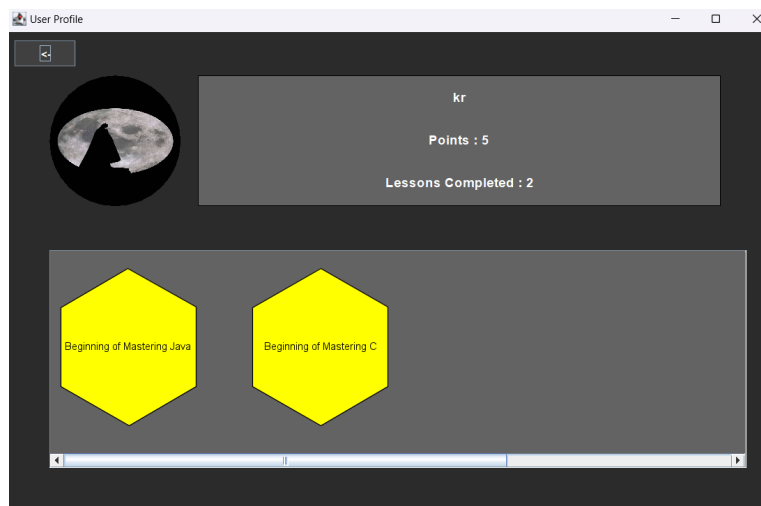 User Profile
<-
kr
Points : 5
Lessons Completed : 2
Beginning of Mastering Java
Beginning of Mastering C